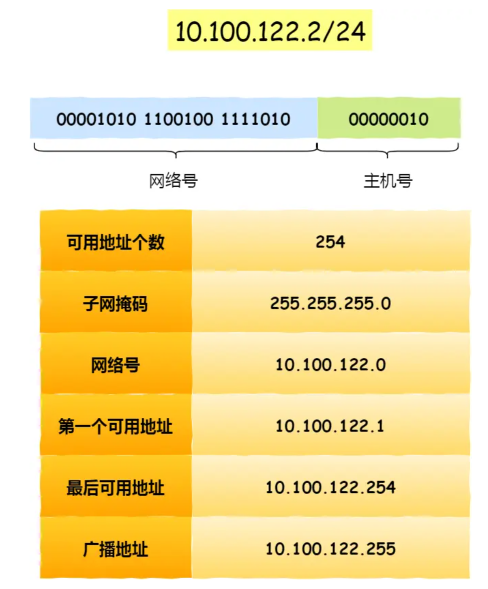 10.100.122.2/24
00001010 1100100 1111010 00000010
网络号 主机号
可用地址个数 254
子网掩码 255.255.255.0
网络号 10.100.122.0
第一个可用地址 10.100.122.1
最后可用地址 10.100.122.254
广播地址 10.100.122.255